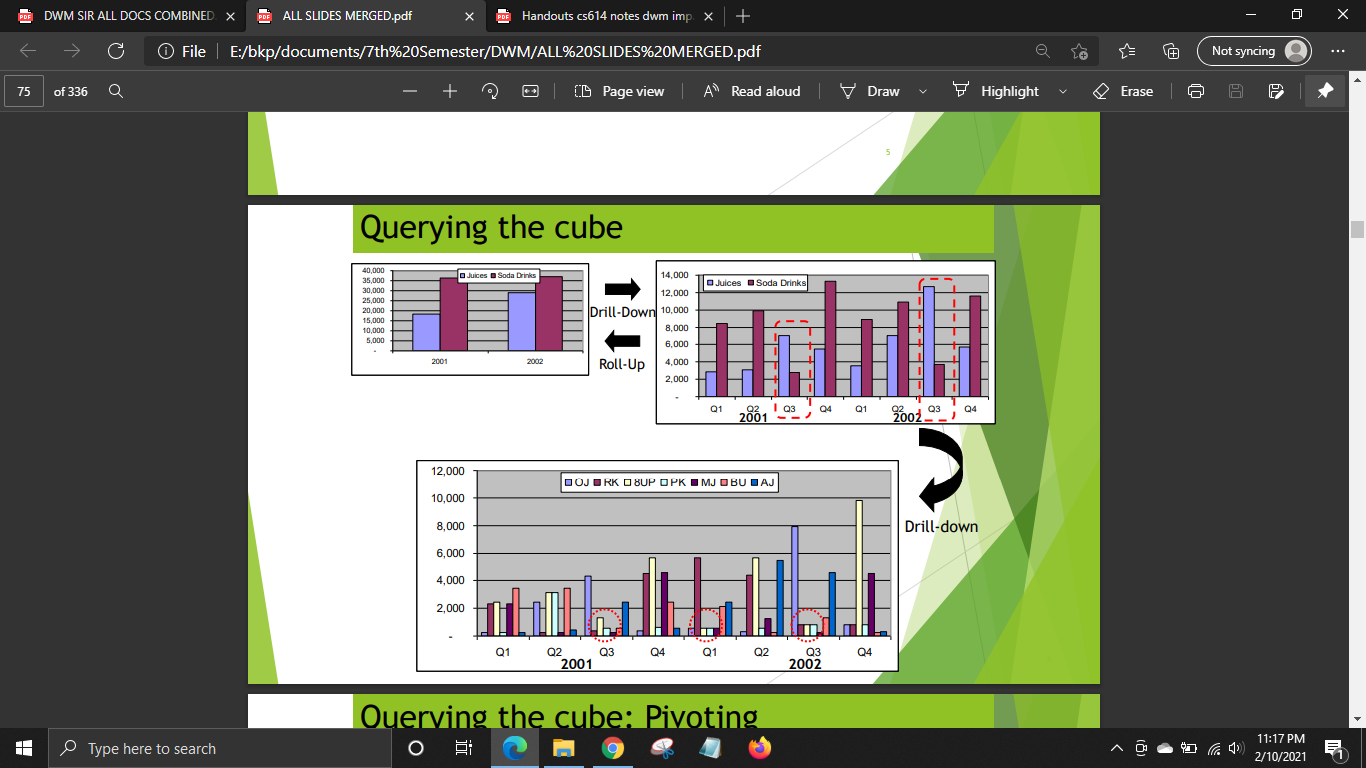 DWM SIR ALL DOCS COMBINED
ALL SLIDES MERGED.pdf
Handouts cs614 notes dwm imp
File
E:/bkp/documents/7th%20Semester/DWM/ALL%20SLIDES%20MERGED.pdf
Not syncing
75
of 336
Page view
Read aloud
Draw
Highlight
Erase
5
Querying the cube
40,000
35,000
30,000
25,000
20,000
15,000
10,000
5,000
-
Juices
Soda Drinks
2001
2002
Drill-Down
Roll-Up
14,000
12,000
10,000
8,000
6,000
4,000
2,000
-
Juices
Soda Drinks
Q1 Q2 Q3 Q4 Q1 Q2 Q3 Q4
2001 2002
Drill-down
12,000
10,000
8,000
6,000
4,000
2,000
-
OJ RK 8UP PK MJ BU AJ
Q1 Q2 Q3 Q4 Q1 Q2 Q3 Q4
2001 2002
Querying the cube: Pivoting
Type here to search
11:17 PM
2/10/2021
1